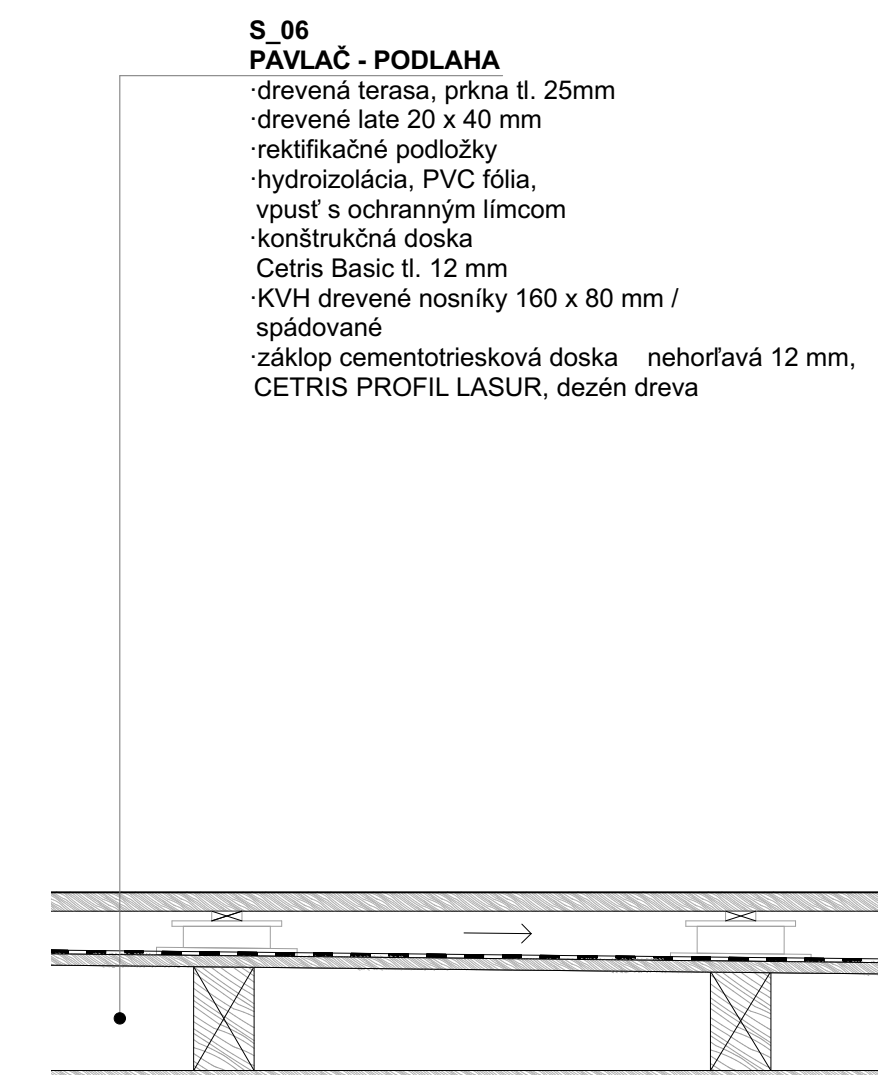 S_06
PAVLAČ - PODLAHA
·drevená terasa, prkna tl. 25mm
·drevené late 20 x 40 mm
·rektifikačné podložky
·hydroizolácia, PVC fólia,
vpusť s ochranným límcom
·konštrukčná doska
Cetris Basic tl. 12 mm
·KVH drevené nosníky 160 x 80 mm /
spádované
·záklop cementotriesková doska    nehorľavá 12 mm,
CETRIS PROFIL LASUR, dezén dreva